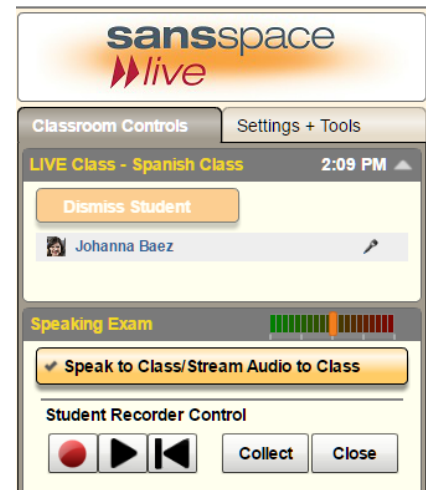 sansspace
live
Classroom Controls Settings + Tools
LIVE Class - Spanish Class 2:09 PM
Dismiss Student
Johanna Baez
Speaking Exam
Speak to Class/Stream Audio to Class
Student Recorder Control
Collect Close